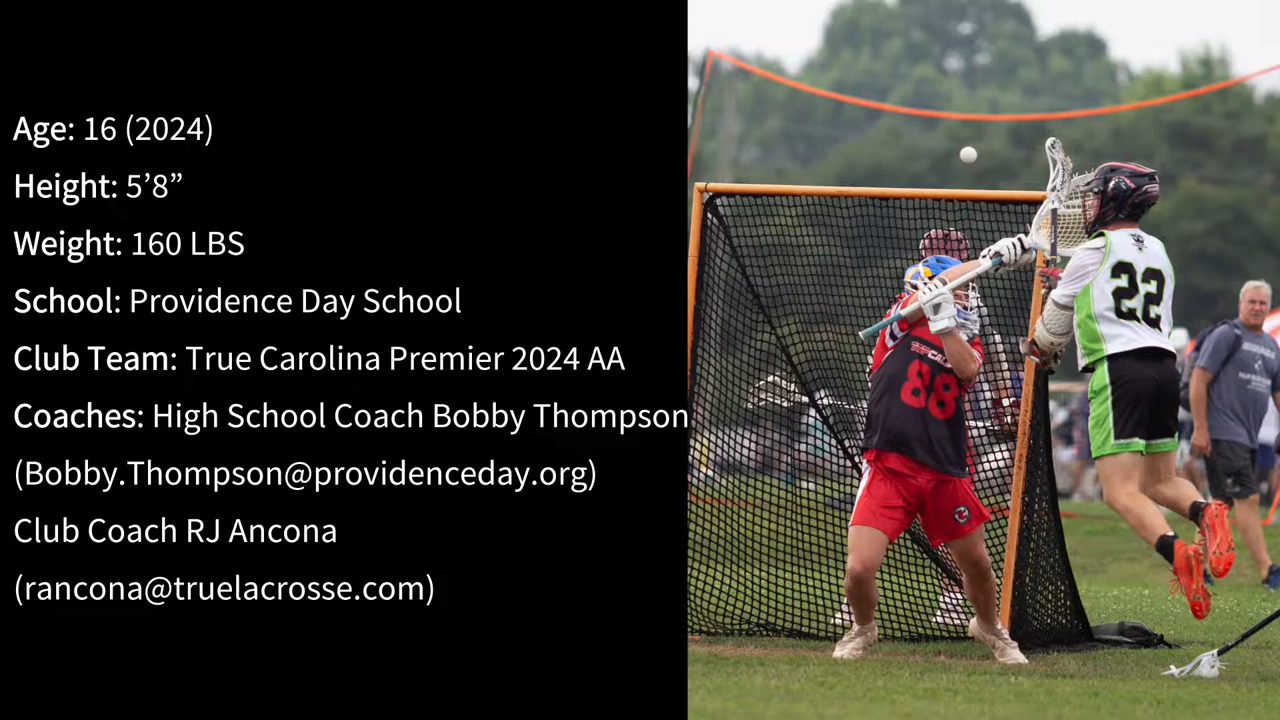 Age: 16 (2024)
Height: 5’8”
Weight: 160 LBS
School: Providence Day School
Club Team: True Carolina Premier 2024 AA
Coaches: High School Coach Bobby Thompson
(Bobby.Thompson@providenceday.org)
Club Coach RJ Ancona
(rancona@truelacrosse.com)
22
88